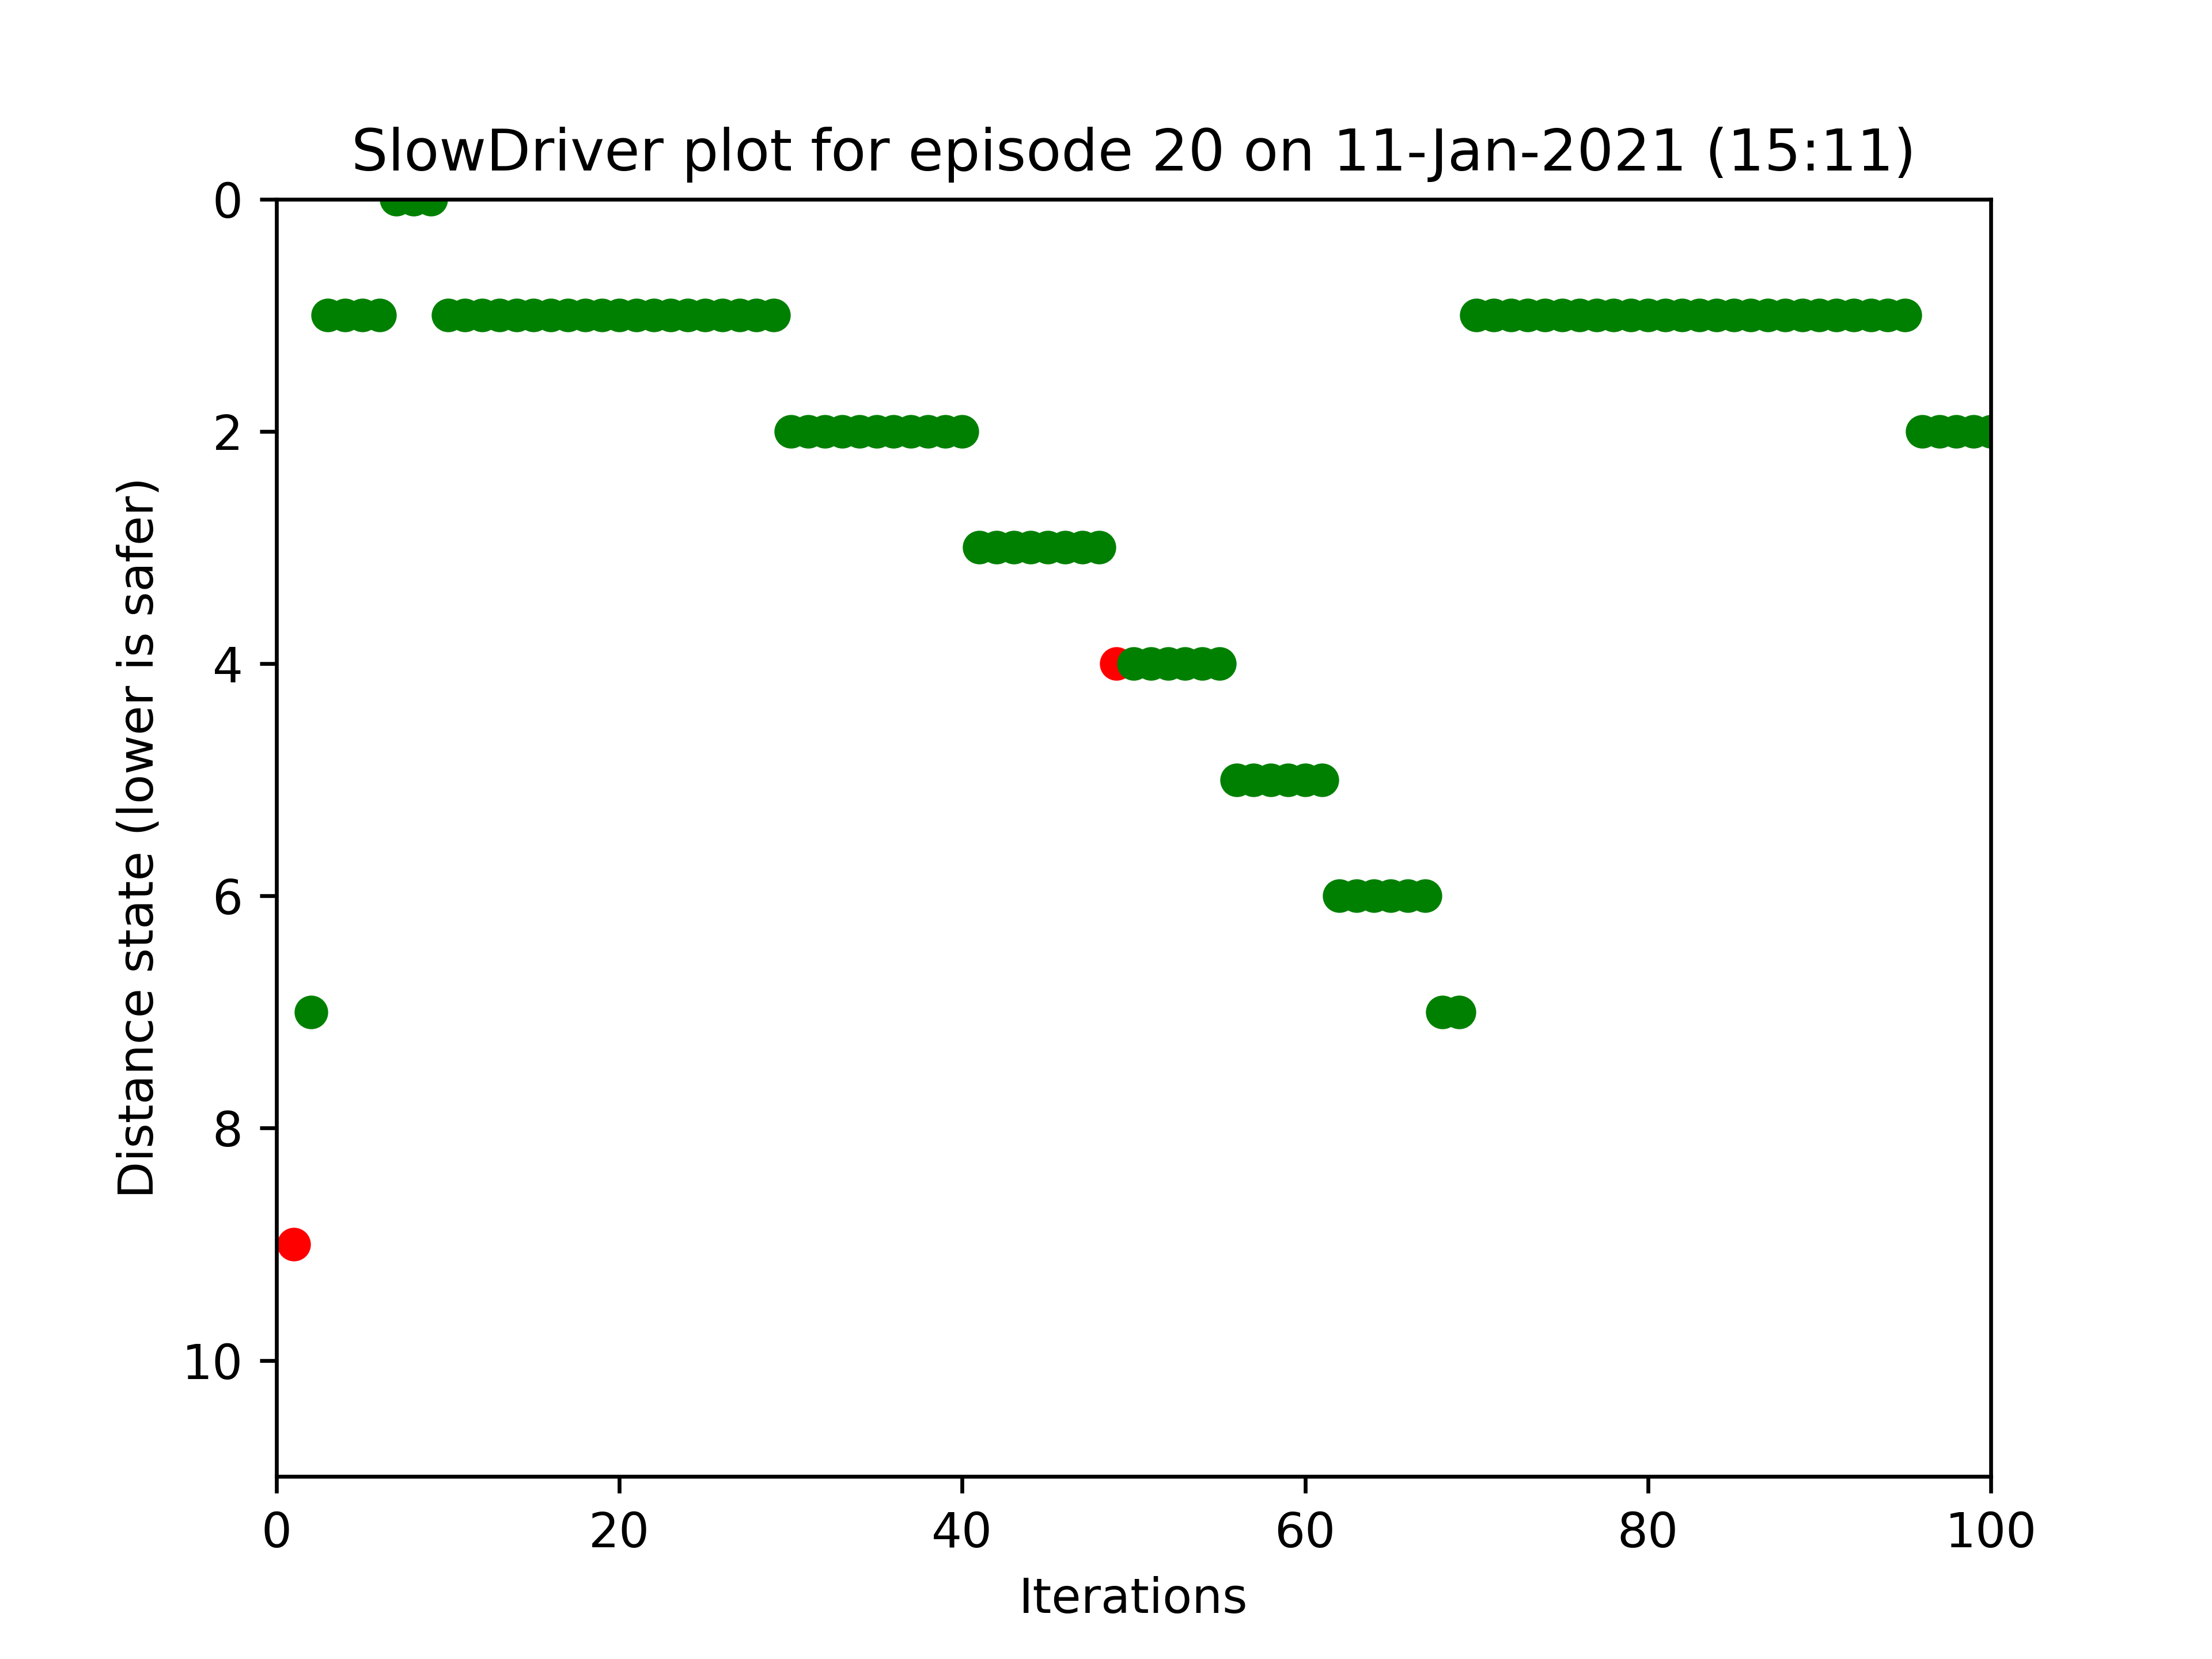 SlowDriver plot for episode 20 on 11-Jan-2021 (15:11)
Distance state (lower is safer)
0
2
4
6
8
10
0 20 40 60 80 100
Iterations